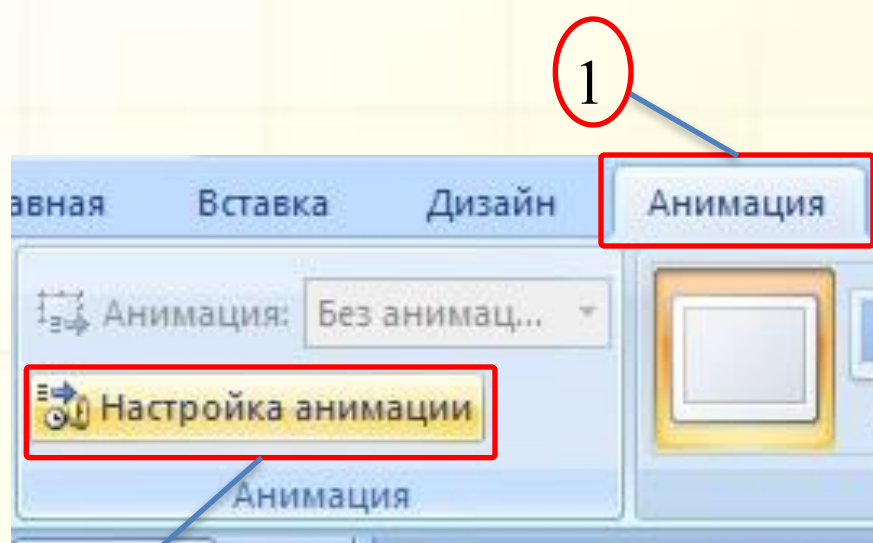 1
авная Вставка Дизайн Анимация
Анимация: Без анимац...
Настройка анимации
Анимация